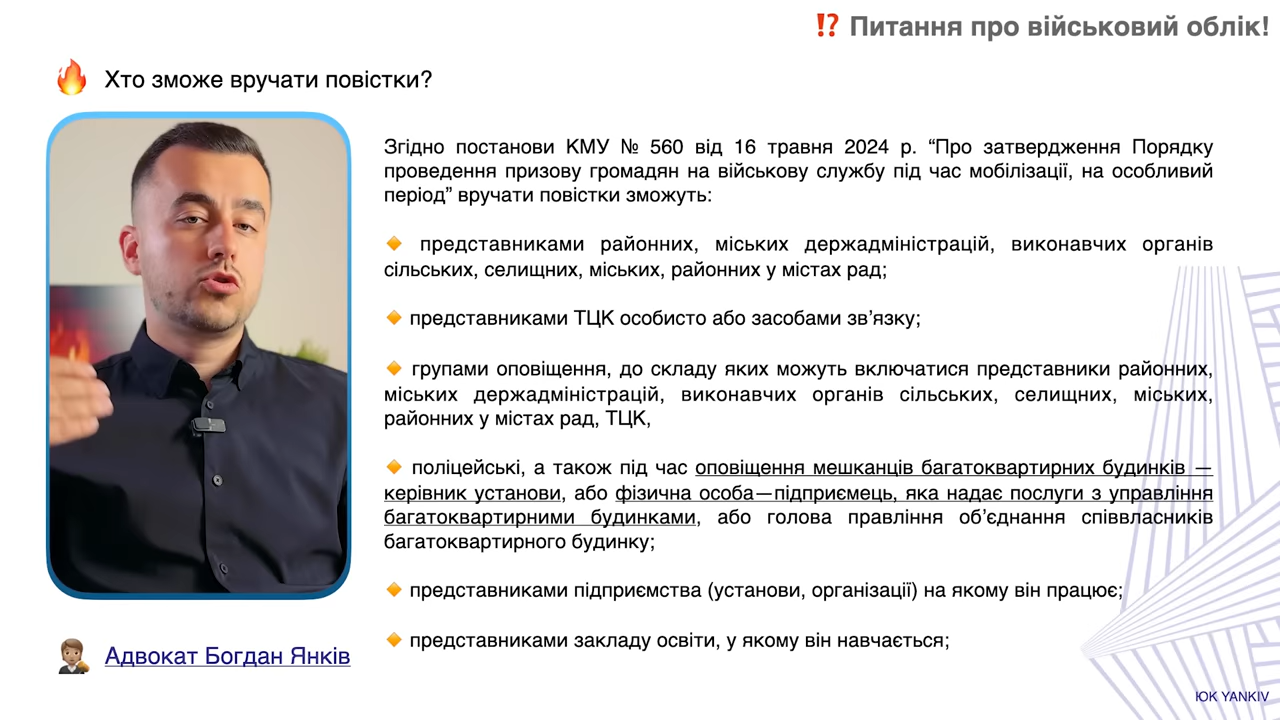 ⁉️ Питання про військовий облік!
🔥 Хто зможе вручати повістки?
Згідно постанови КМУ № 560 від 16 травня 2024 р. “Про затвердження Порядку
проведення призову громадян на військову службу під час мобілізації, на особливий
період” вручати повістки зможуть:
🔸 представниками районних, міських держадміністрацій, виконавчих органів
сільських, селищних, міських, районних у містах рад;
🔸 представниками ТЦК особисто або засобами зв’язку;
🔸 групами оповіщення, до складу яких можуть включатися представники районних,
міських держадміністрацій, виконавчих органів сільських, селищних, міських,
районних у містах рад, ТЦК,
🔸 поліцейські, а також під час оповіщення мешканців багатоквартирних будинків —
керівник установи, або фізична особа—підприємець, яка надає послуги з управління
багатоквартирними будинками, або голова правління об’єднання співвласників
багатоквартирного будинку;
🔸 представниками підприємства (установи, організації) на якому він працює;
🔸 представниками закладу освіти, у якому він навчається;
Адвокат Богдан Янків
ЮК YANKIV